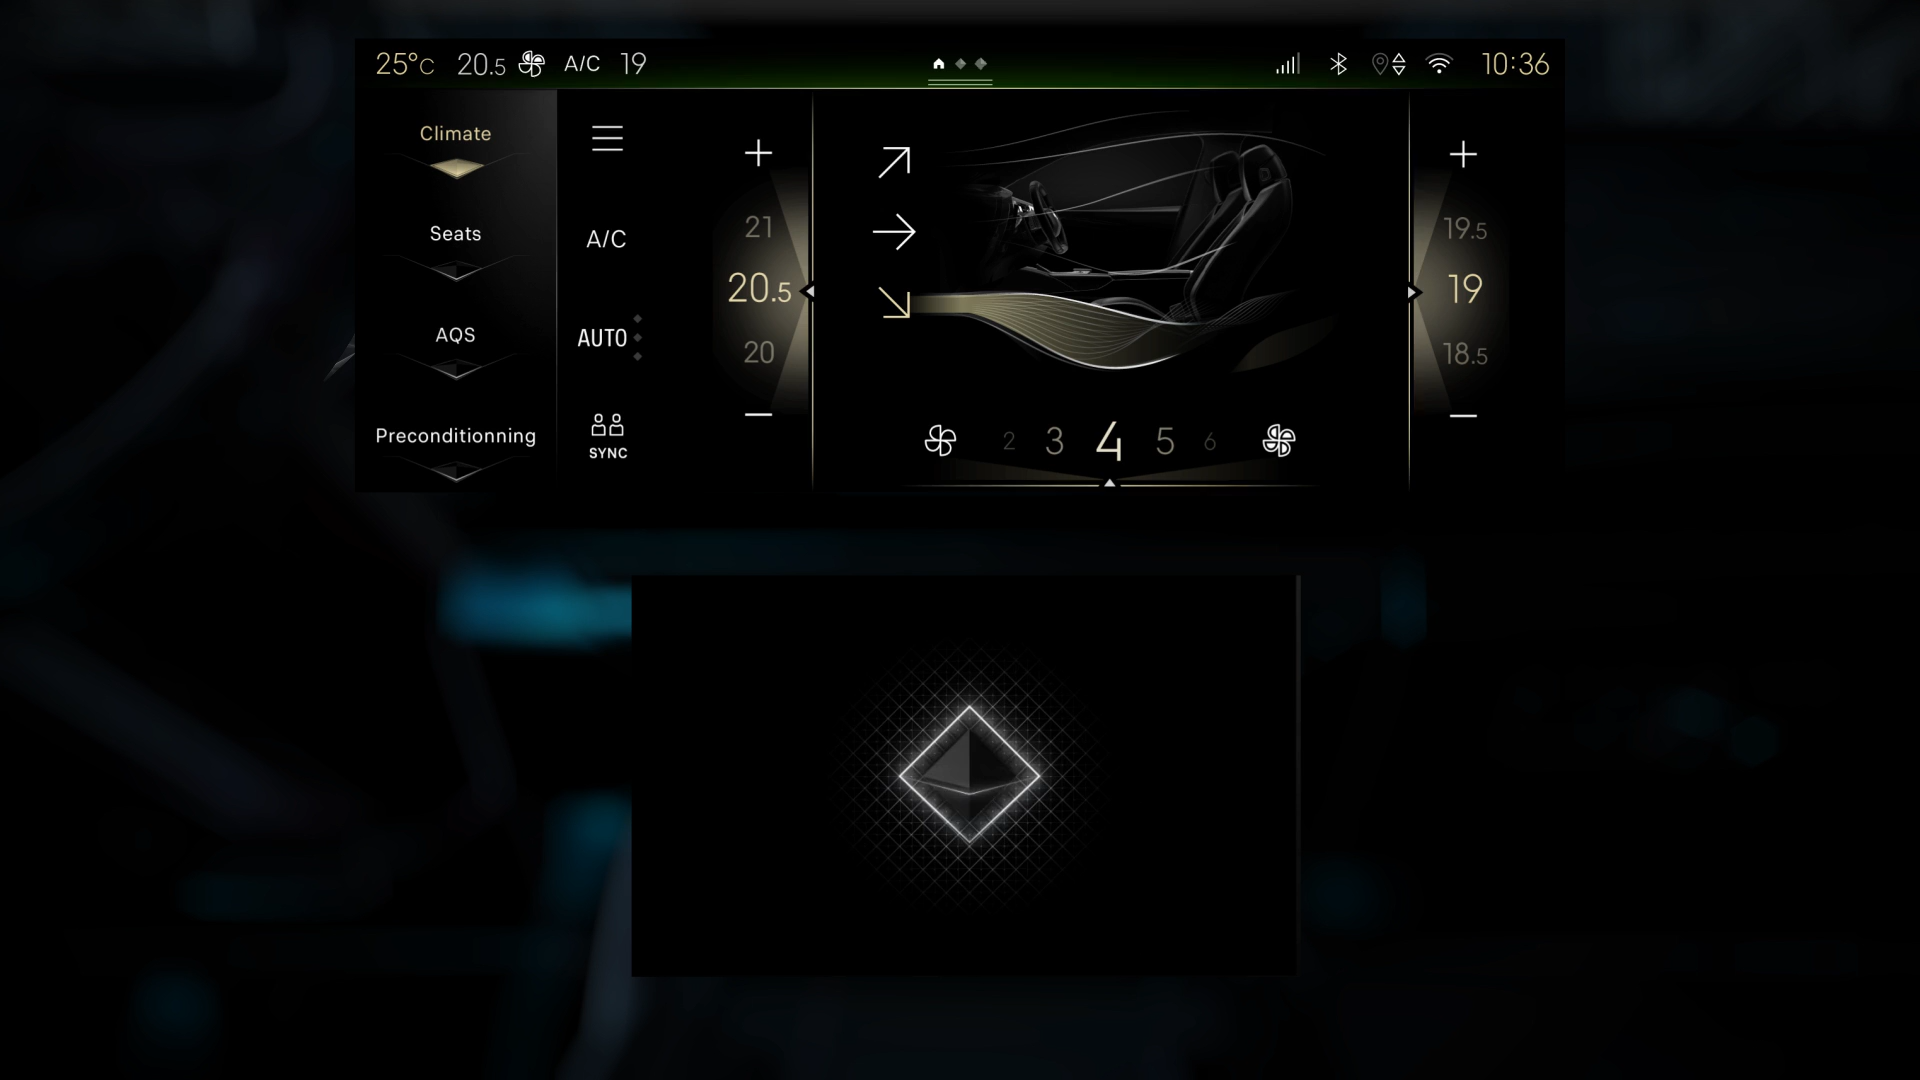 25°C 20.5 A/C 19 10:36
Climate
Seats
AQS
Preconditionning
A/C
AUTO
SYNC
21
20.5
20
2 3 4 5 6
19.5
19
18.5